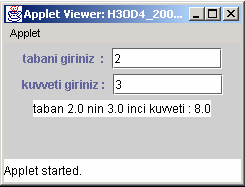 Applet Viewer: H3OD4_200...
Applet
tabani giriniz : 2
kuvveti giriniz : 3
taban 2.0 nin 3.0 inci kuvveti : 8.0
Applet started.